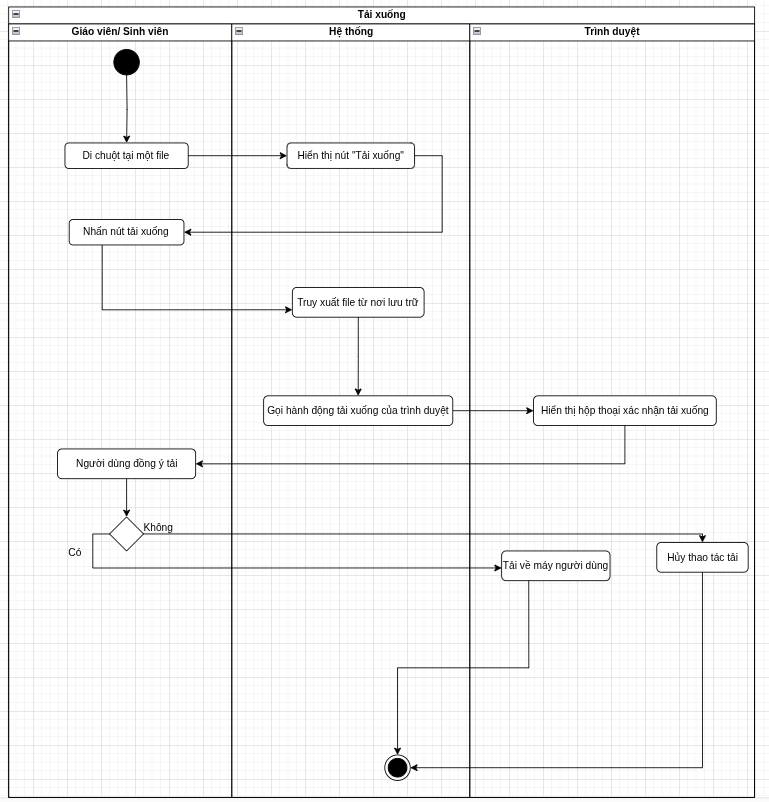 Tải xuống
Giáo viên/ Sinh viên
Hệ thống
Trình duyệt
Di chuột tại một file
Hiển thị nút "Tải xuống"
Nhấn nút tải xuống
Truy xuất file từ nơi lưu trữ
Gọi hành động tải xuống của trình duyệt
Hiển thị hộp thoại xác nhận tải xuống
Người dùng đồng ý tải
Không
Có
Tải về máy người dùng
Hủy thao tác tải